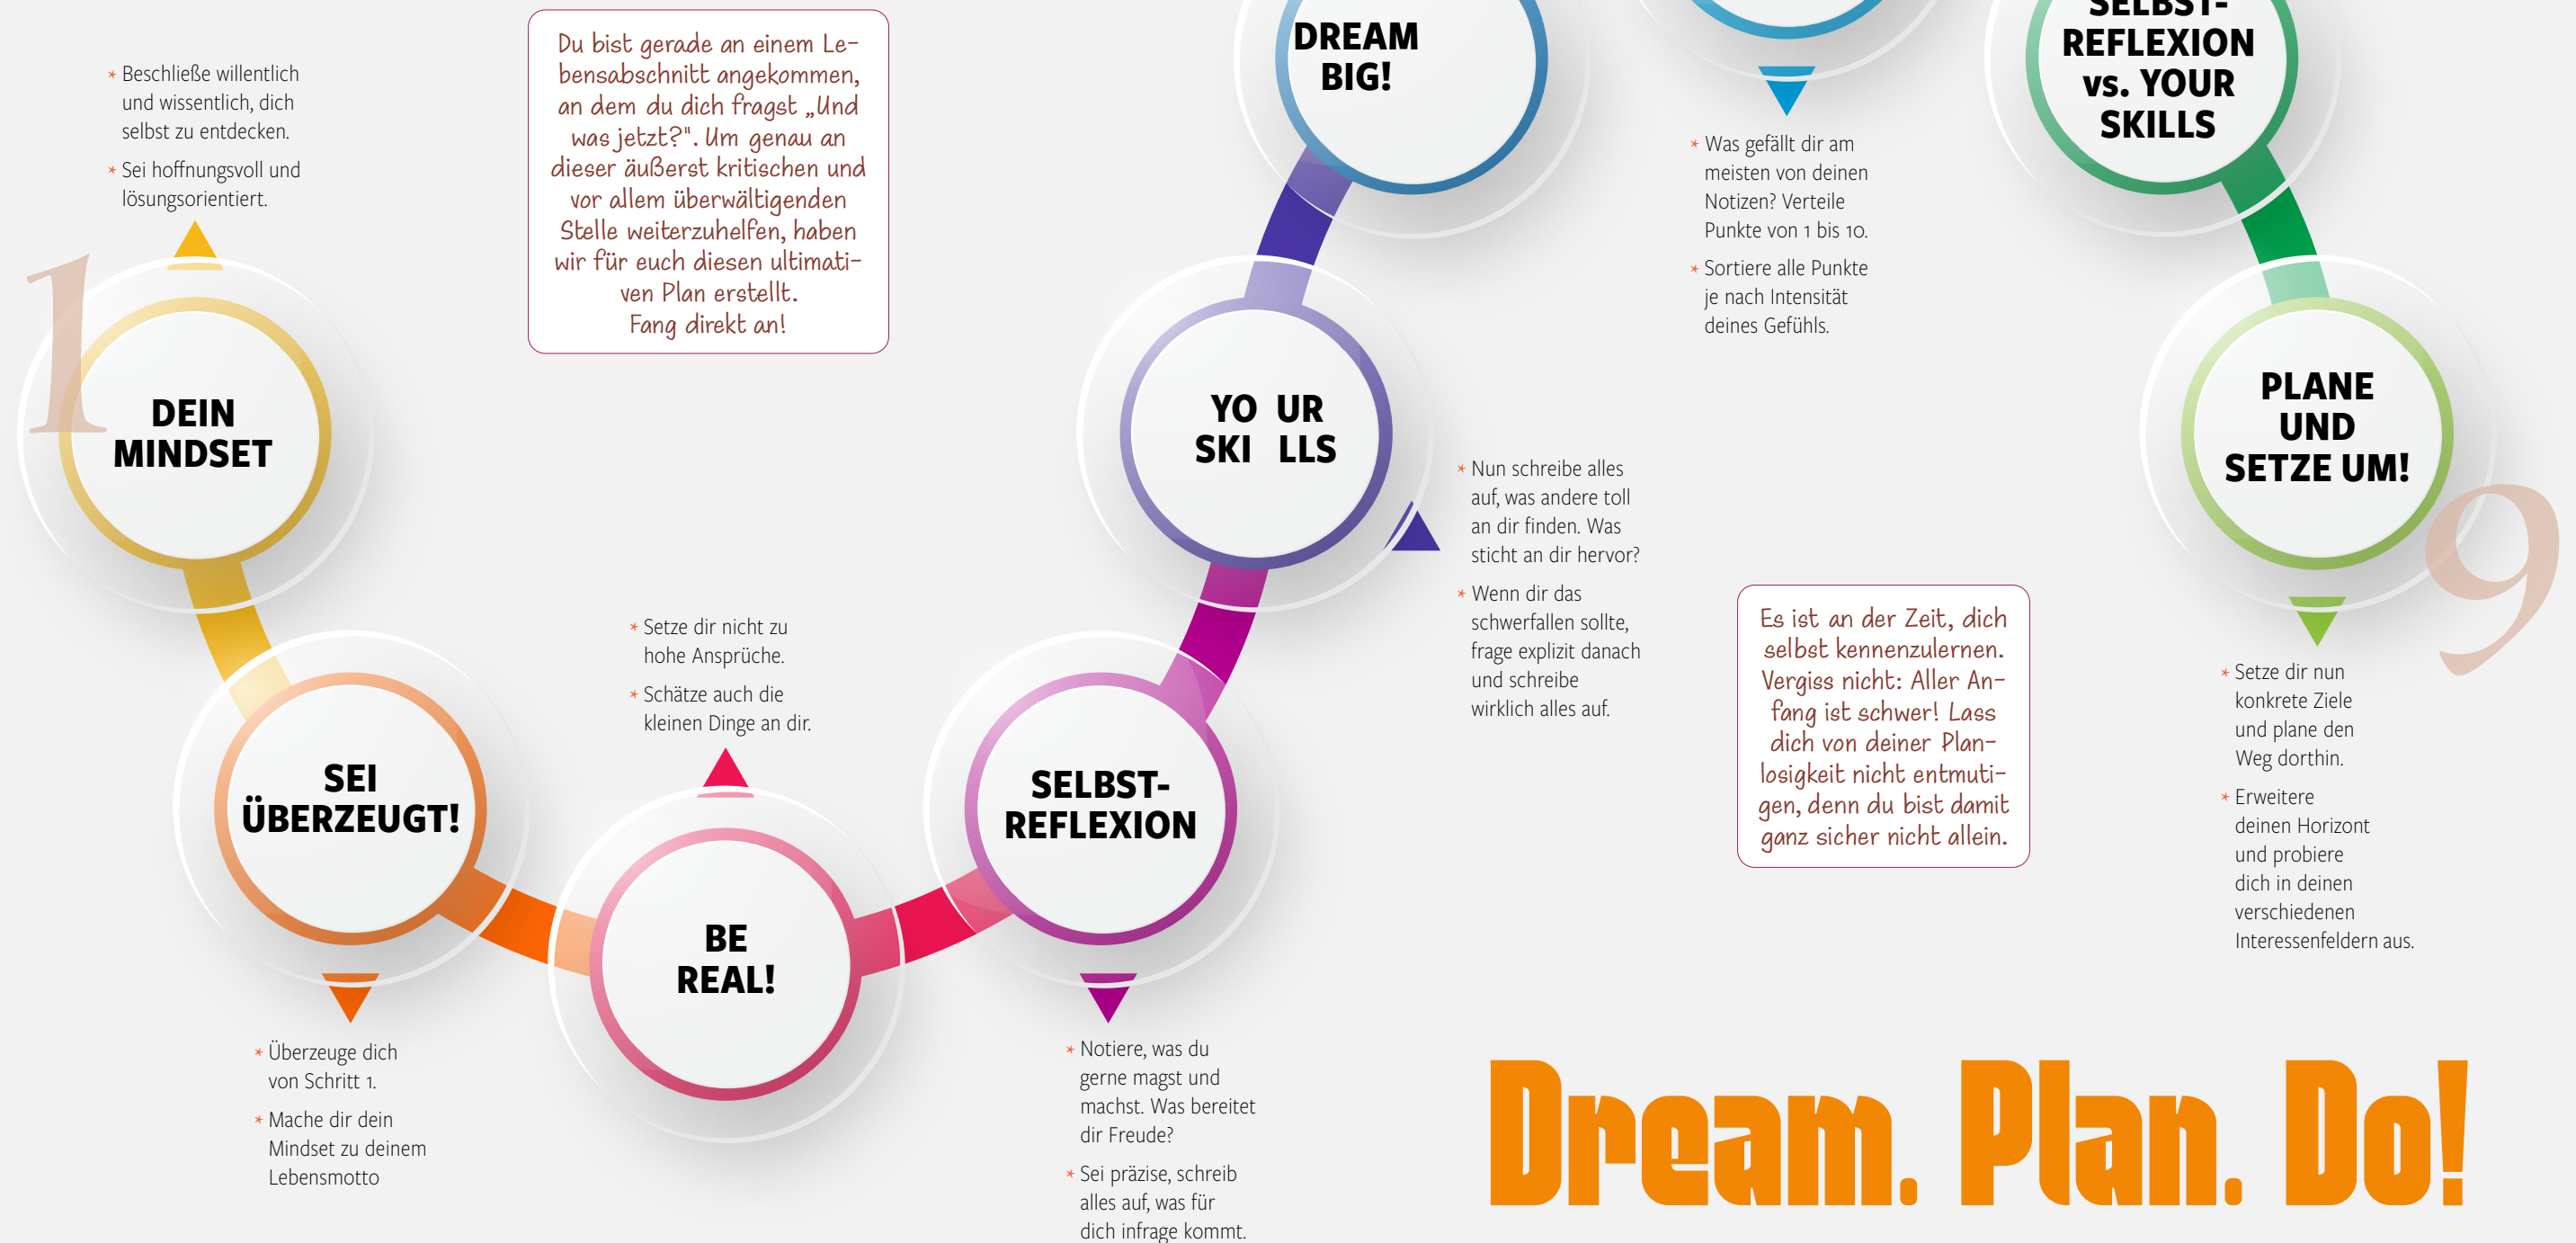 * Beschließe willentlich
und wissentlich, dich
selbst zu entdecken.
* Sei hoffnungsvoll und
lösungsorientiert.
1
DEIN
MINDSET
Du bist gerade an einem Le-
bensabschnitt angekommen,
an dem du dich fragst „Und
was jetzt?". Um genau an
dieser äußerst kritischen und
vor allem überwältigenden
Stelle weiterzuhelfen, haben
wir für euch diesen ultimati-
ven Plan erstellt.
Fang direkt an!
SEI
ÜBERZEUGT!
* Überzeuge dich
von Schritt 1.
* Mache dir dein
Mindset zu deinem
Lebensmotto
* Setze dir nicht zu
hohe Ansprüche.
* Schätze auch die
kleinen Dinge an dir.
BE
REAL!
SELBST-
REFLEXION
* Notiere, was du
gerne magst und
machst. Was bereitet
dir Freude?
* Sei präzise, schreib
alles auf, was für
dich infrage kommt.
YO UR
SKI LLS
* Nun schreibe alles
auf, was andere toll
an dir finden. Was
sticht an dir hervor?
* Wenn dir das
schwerfallen sollte,
frage explizit danach
und schreibe
wirklich alles auf.
DREAM
BIG!
* Was gefällt dir am
meisten von deinen
Notizen? Verteile
Punkte von 1 bis 10.
* Sortiere alle Punkte
je nach Intensität
deines Gefühls.
SELBST-
REFLEXION
vs. YOUR
SKILLS
Es ist an der Zeit, dich
selbst kennenzulernen.
Vergiss nicht: Aller An-
fang ist schwer! Lass
dich von deiner Plan-
losigkeit nicht entmuti-
gen, denn du bist damit
ganz sicher nicht allein.
PLANE
UND
SETZE UM!
9
* Setze dir nun
konkrete Ziele
und plane den
Weg dorthin.
* Erweitere
deinen Horizont
und probiere
dich in deinen
verschiedenen
Interessenfeldern aus.
Dream. Plan. Do!